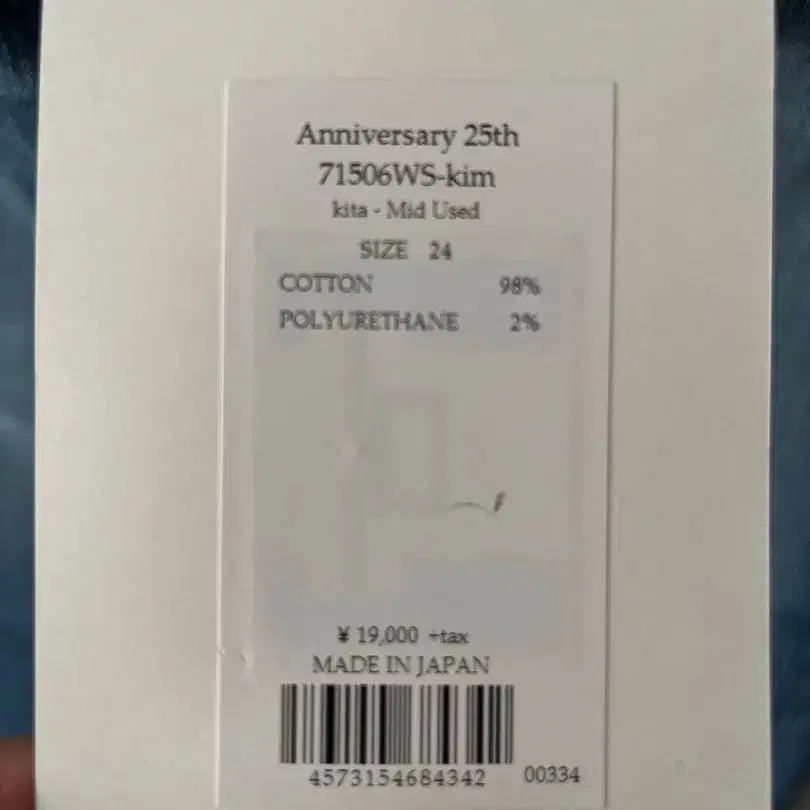 Anniversary 25th
71506WS-kim
kita - Mid Used
SIZE 24
COTTON 98%
POLYURETHANE 2%
¥ 19,000 +tax
MADE IN JAPAN
4573154684342 00334